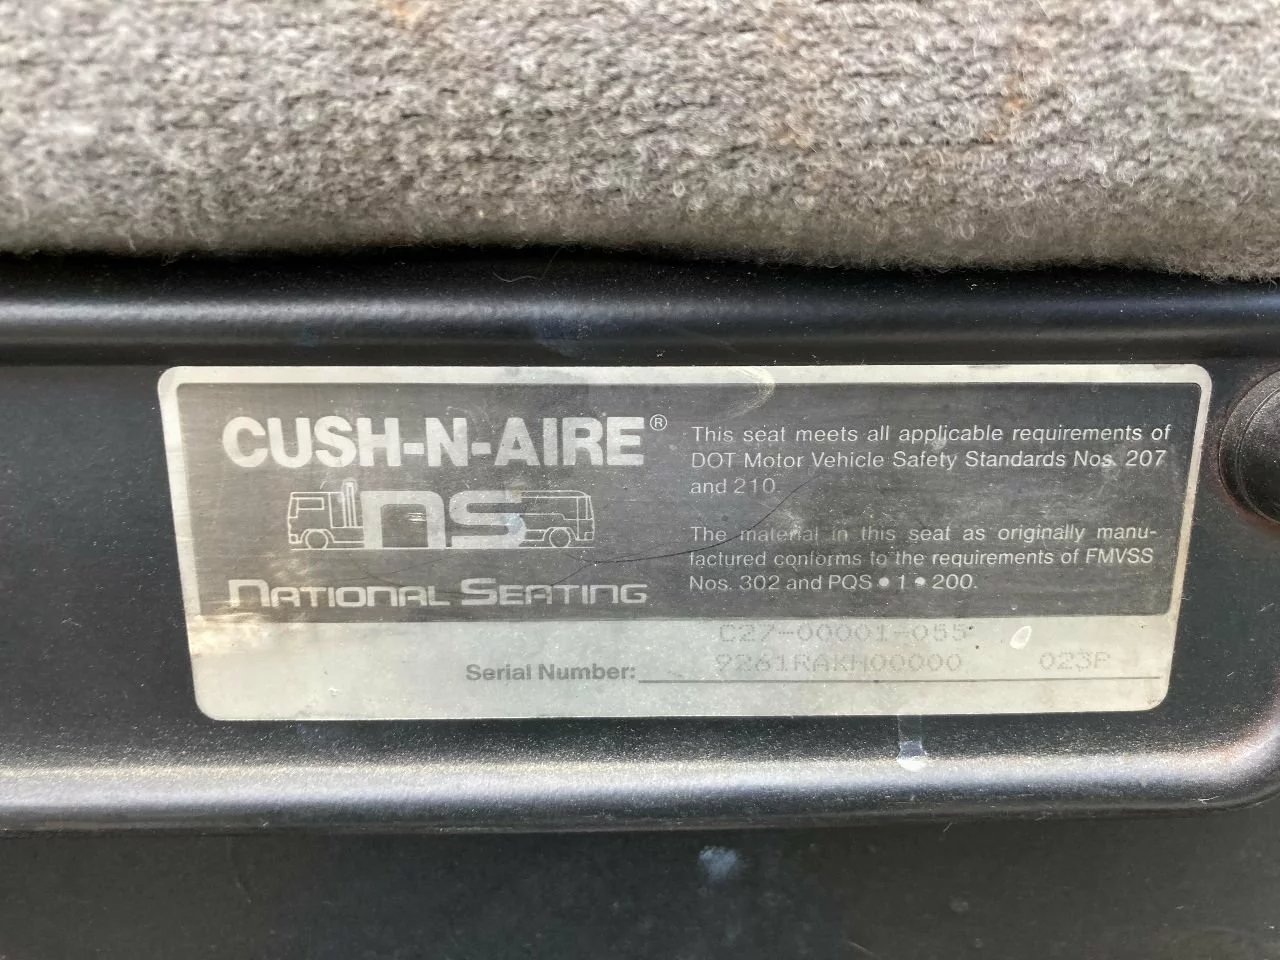 CUSH-N-AIRE®
ns
NATIONAL SEATING
This seat meets all applicable requirements of
DOT Motor Vehicle Safety Standards Nos. 207
and 210.
The material in this seat as originally manu-
factured conforms to the requirements of FMVSS
Nos. 302 and PQS • 1 • 200.
C27-00001-055
Serial Number: 9261RAKH00000 023P